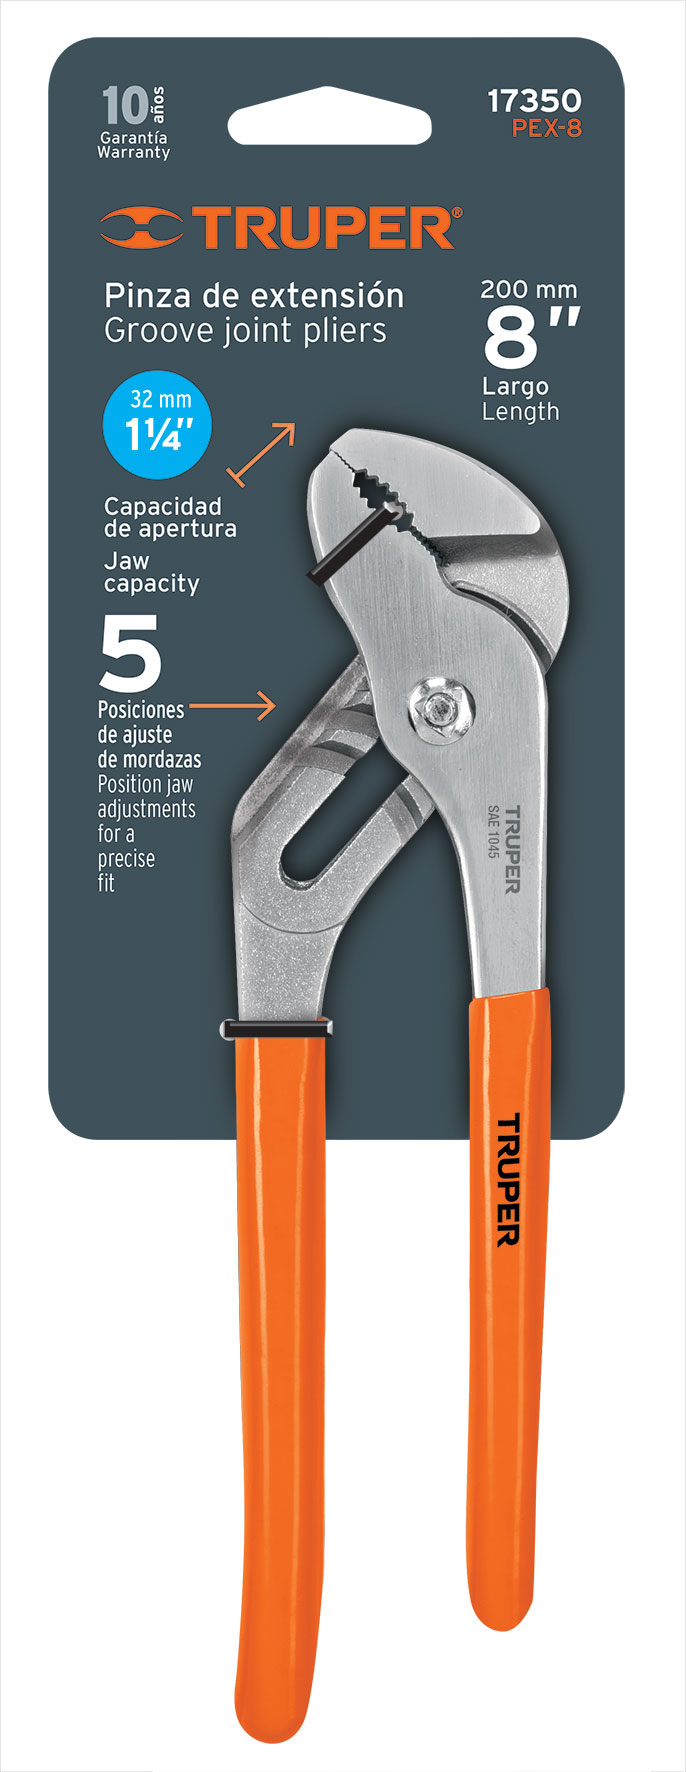 10 años
Garantía
Warranty
17350
PEX-8
TRUPER®
Pinza de extensión
Groove joint pliers
200 mm
8"
Largo
Length
32 mm
1¼"
Capacidad
de apertura
Jaw
capacity
5
Posiciones
de ajuste
de mordazas
Position jaw
adjustments
for a
precise
fit
TRUPER
SAE 1045
TRUPER